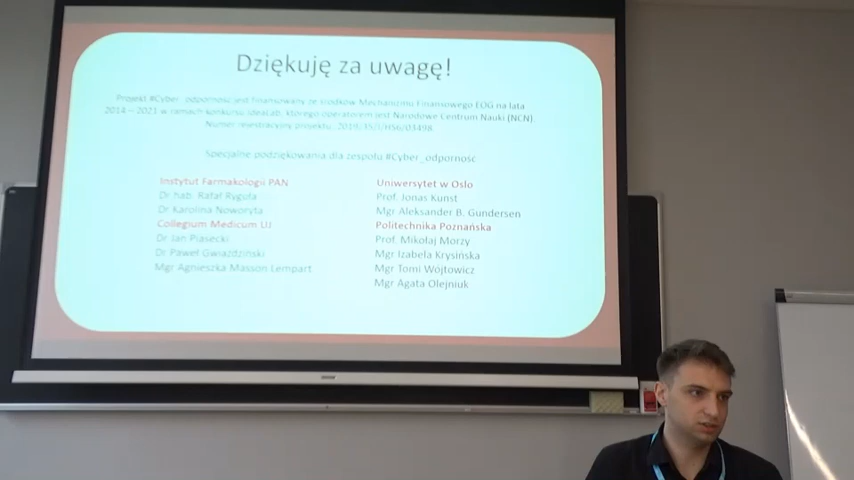 Dziękuję za uwagę!
Projekt #Cyber_odporność jest finansowany ze środków Mechanizmu Finansowego EOG na lata
2014 – 2021 w ramach konkursu IdeaLab, którego operatorem jest Narodowe Centrum Nauki (NCN).
Numer rejestracyjny projektu:
Specjalne podziękowania dla zespołu #Cyber_odporność
Instytut Farmakologii PAN
Dr hab. Rafał Ryguła
Dr Karolina Noworyta
Collegium Medicum UJ
Dr Jan Piasecki
Dr Paweł Gwiaździński
Mgr Agnieszka Masson Lempart
Uniwersytet w Oslo
Prof. Jonas Kunst
Mgr Aleksander B. Gundersen
Politechnika Poznańska
Prof. Mikołaj Morzy
Mgr Izabela Krysińska
Mgr Tomi Wójtowicz
Mgr Agata Olejniuk